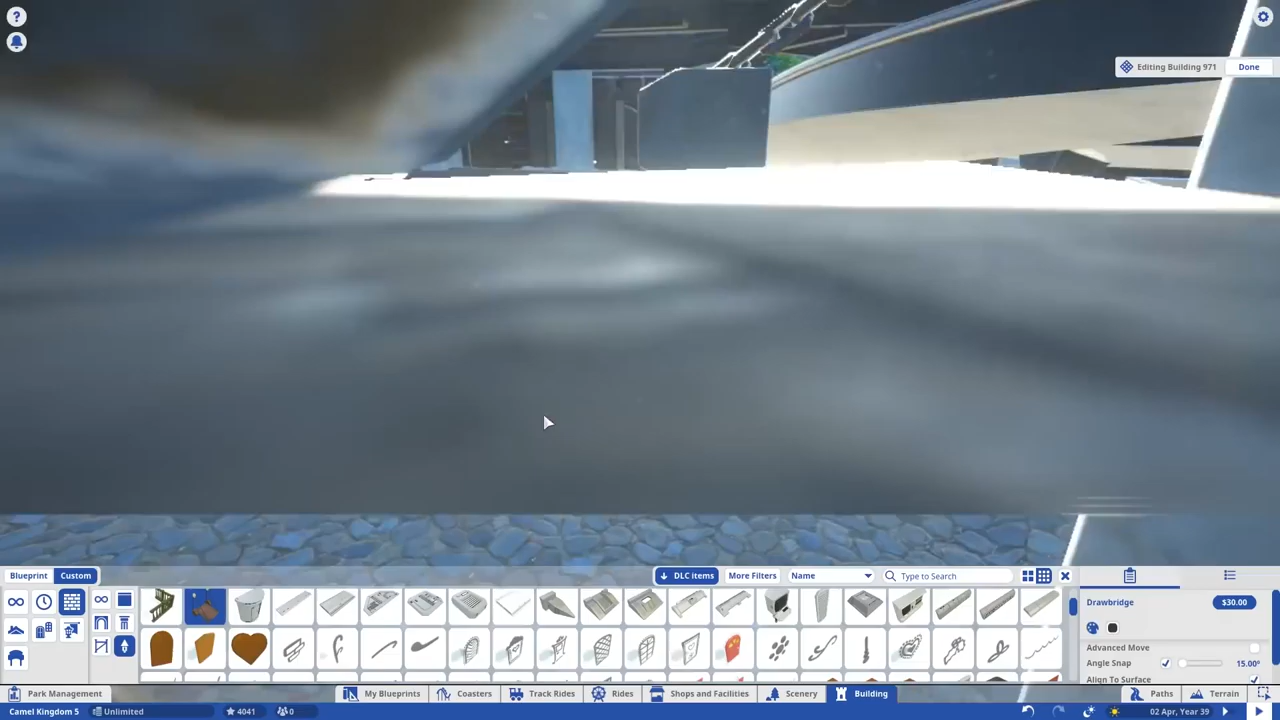 ?
Editing Building 971
Done
Blueprint
Custom
DLC items
More Filters
Name
Type to Search
Drawbridge
$30.00
Advanced Move
Angle Snap
15.00°
Align To Surface
Park Management
My Blueprints
Coasters
Track Rides
Rides
Shops and Facilities
Scenery
Building
Paths
Terrain
Camel Kingdom 5
Unlimited
4041
0
02 Apr, Year 39